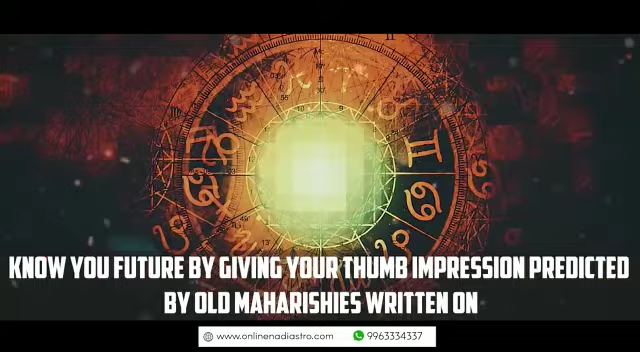 KNOW YOU FUTURE BY GIVING YOUR THUMB IMPRESSION PREDICTED
BY OLD MAHARISHIES WRITTEN ON
www.onlinenadiastro.com 9963334337